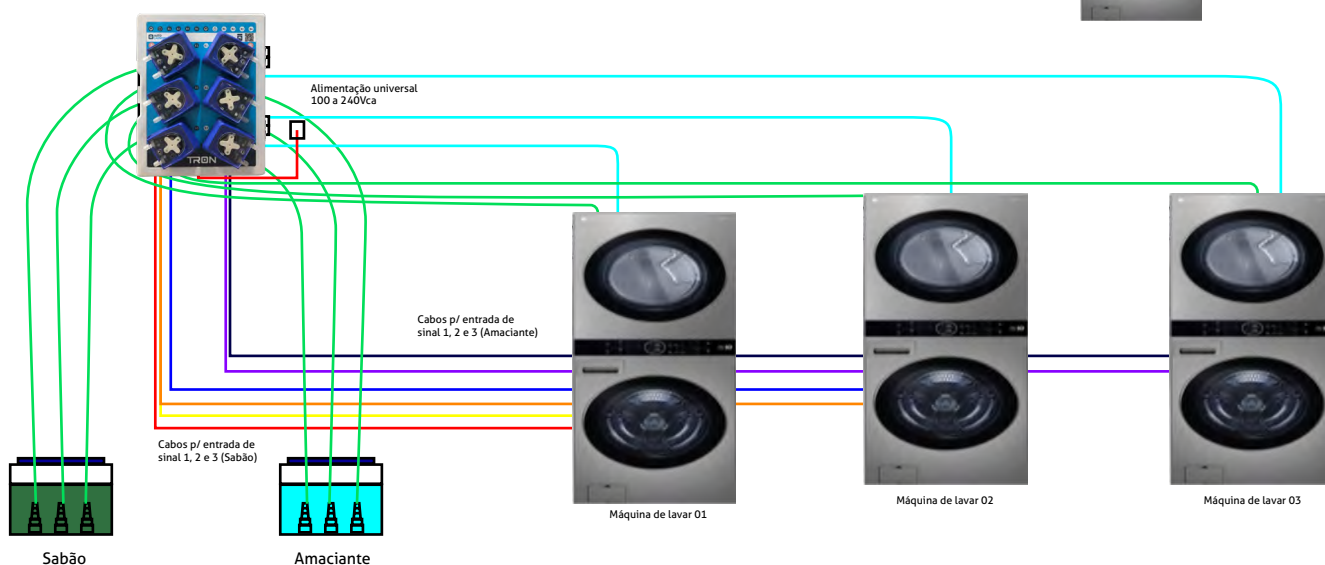 TRON
Alimentação universal
100 a 240Vca
Cabos p/ entrada de
sinal 1, 2 e 3 (Amaciante)
Cabos p/ entrada de
sinal 1, 2 e 3 (Sabão)
Máquina de lavar 01
Máquina de lavar 02
Máquina de lavar 03
Sabão
Amaciante